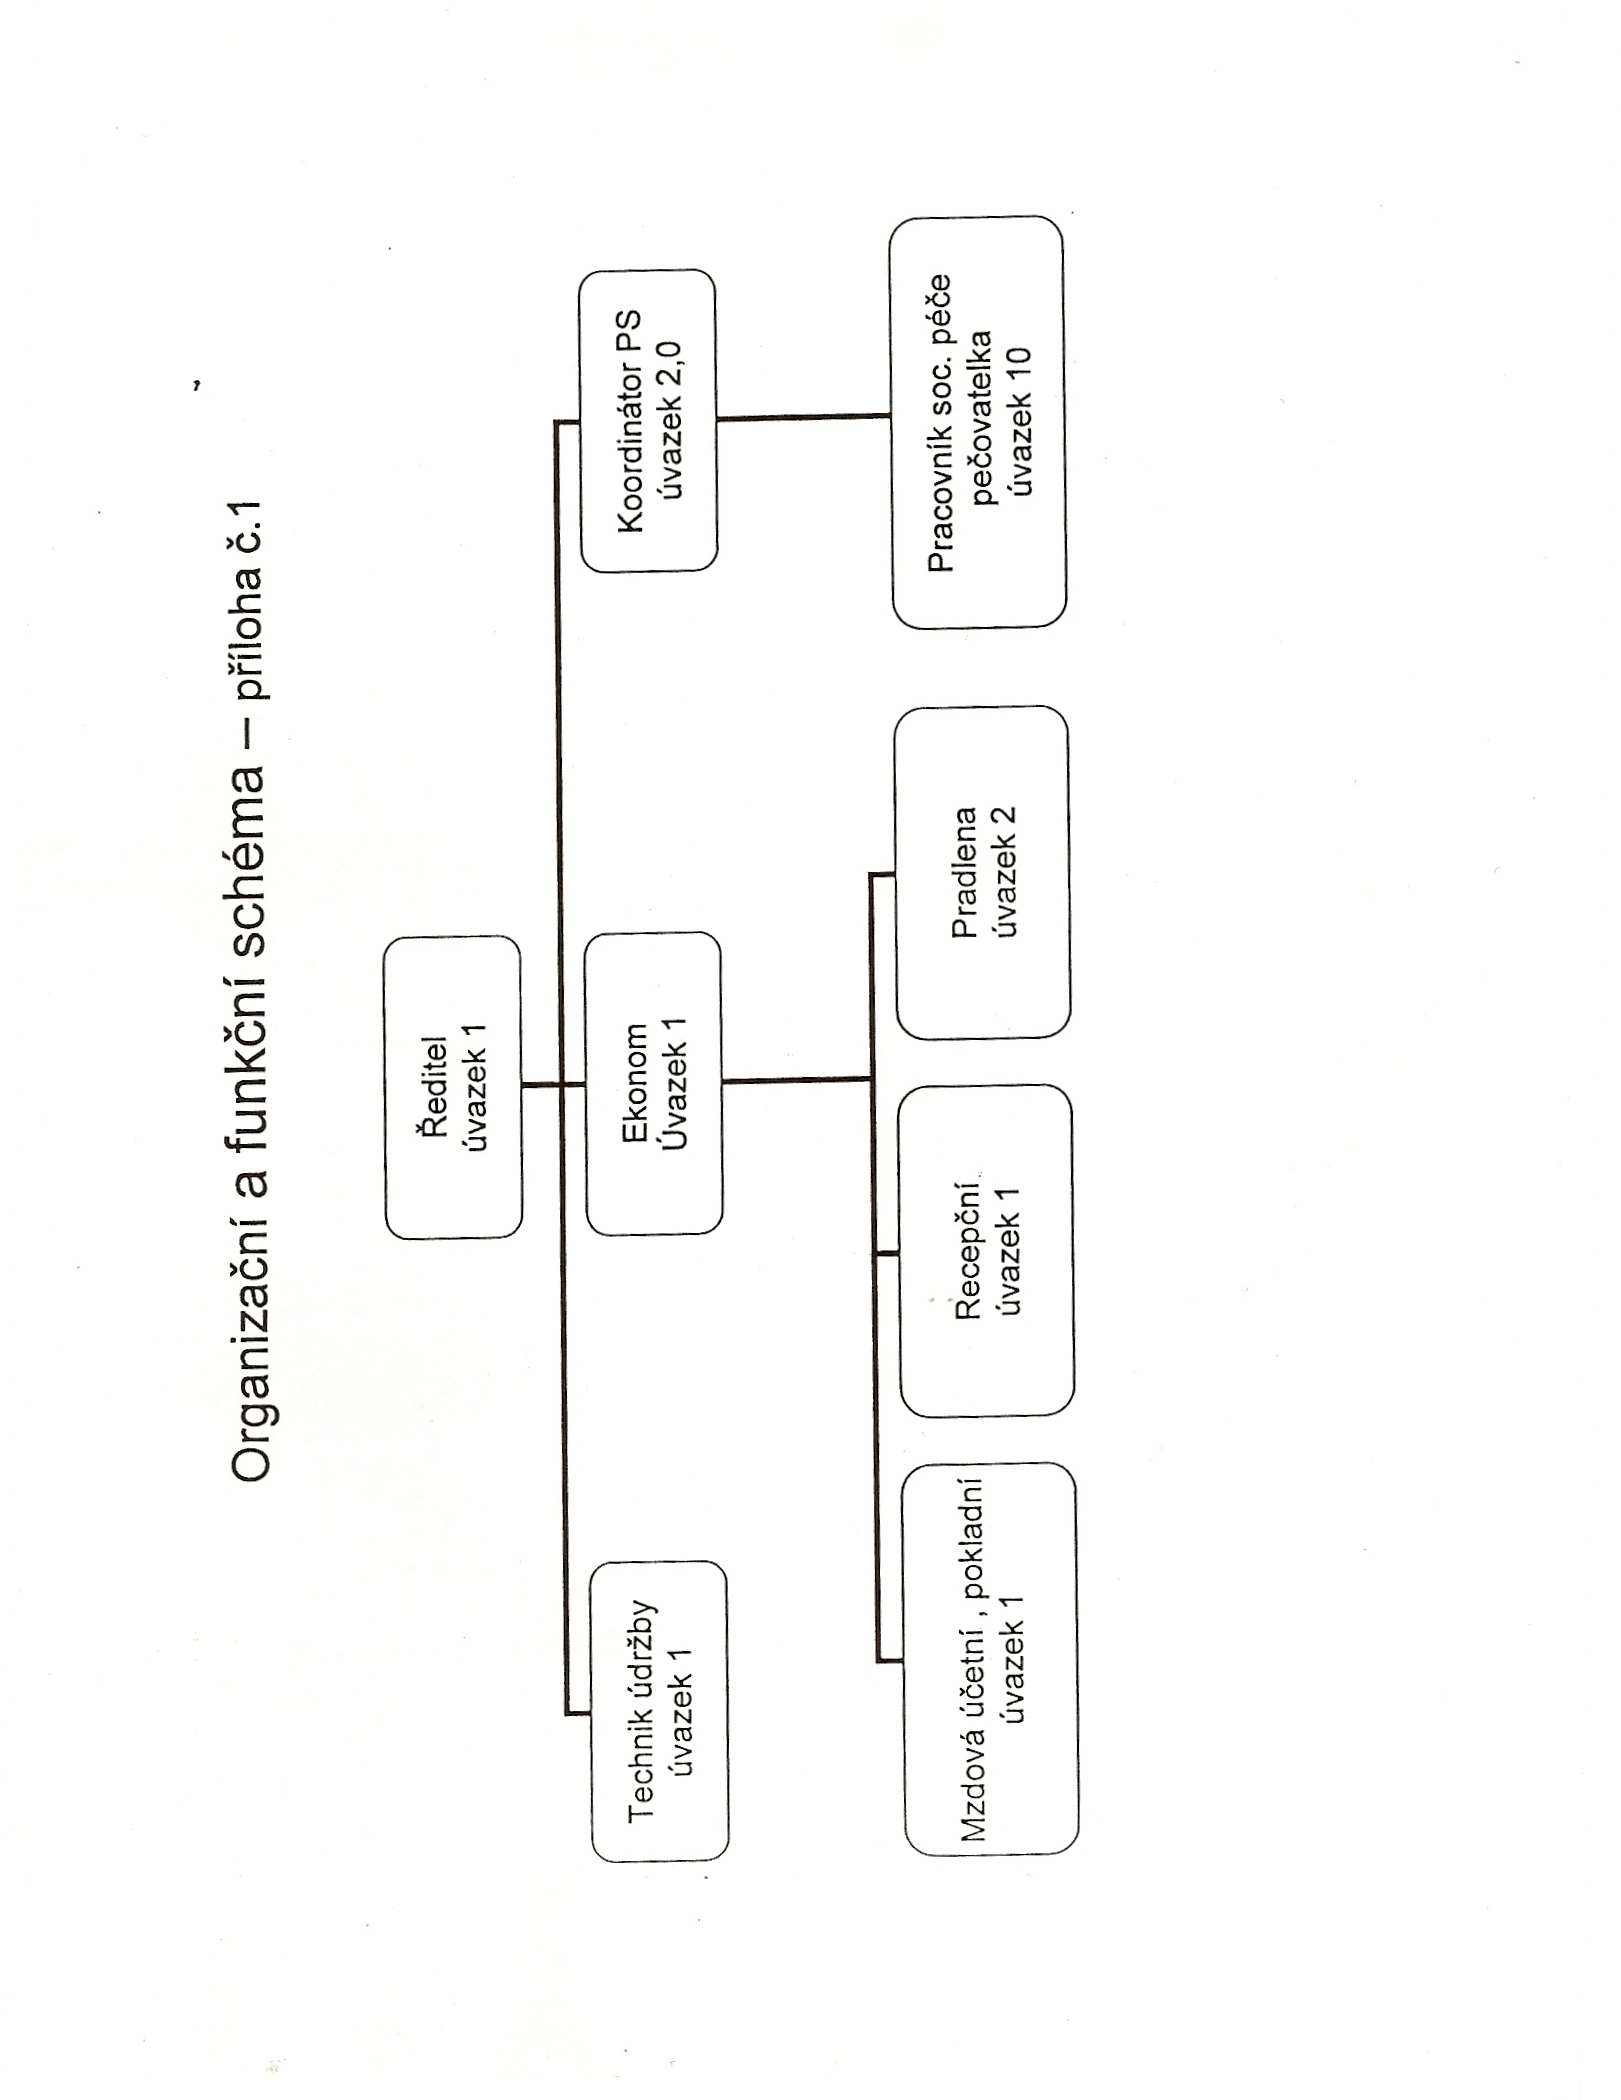 Organizační a funkční schéma – příloha č.1
Ředitel
úvazek 1
Technik údržby
úvazek 1
Ekonom
Úvazek 1
Koordinátor PS
úvazek 2,0
Mzdová účetní , pokladní
úvazek 1
Recepční
úvazek 1
Pradlena
úvazek 2
Pracovník soc. péče
pečovatelka
úvazek 10